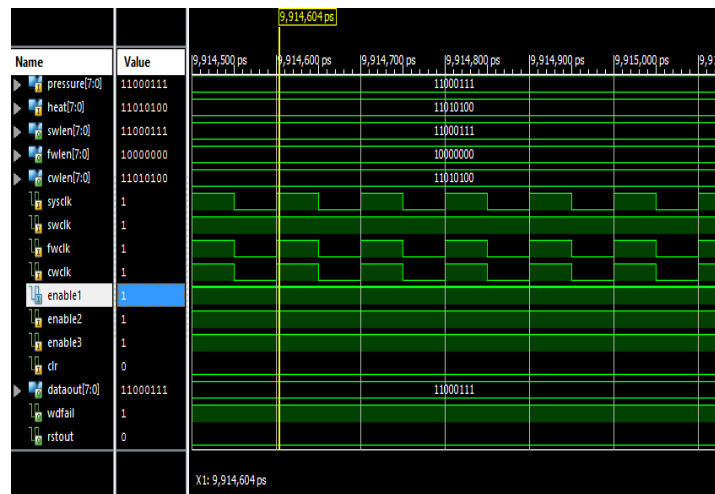 9,914,604 ps
Name Value 9,914,500 ps 9,914,600 ps 9,914,700 ps 9,914,800 ps 9,914,900 ps 9,915,000 ps 9,9
pressure[7:0] 11000111 11000111
heat[7:0] 11010100 11010100
swlen[7:0] 11000111 11000111
fwlen[7:0] 10000000 10000000
cwlen[7:0] 11010100 11010100
sysclk 1
swclk 1
fwclk 1
cwclk 1
enable1 1
enable2 1
enable3 1
clr 0
dataout[7:0] 11000111 11000111
wdfail 1
rstout 0
X1: 9,914,604 ps